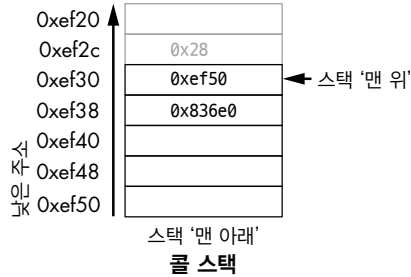 0xef20
0xef2c 0x28
0xef30 0xef50 스택 ‘맨 위’
0xef38 0x836e0
0xef40
0xef48
0xef50
낮은 주소
스택 ‘맨 아래’
콜 스택